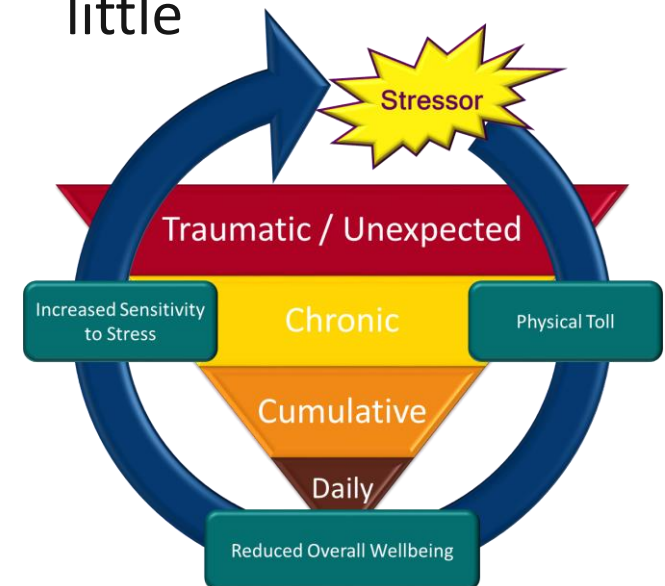 little
Stressor
Traumatic / Unexpected
Increased Sensitivity
to Stress
Chronic
Physical Toll
Cumulative
Daily
Reduced Overall Wellbeing